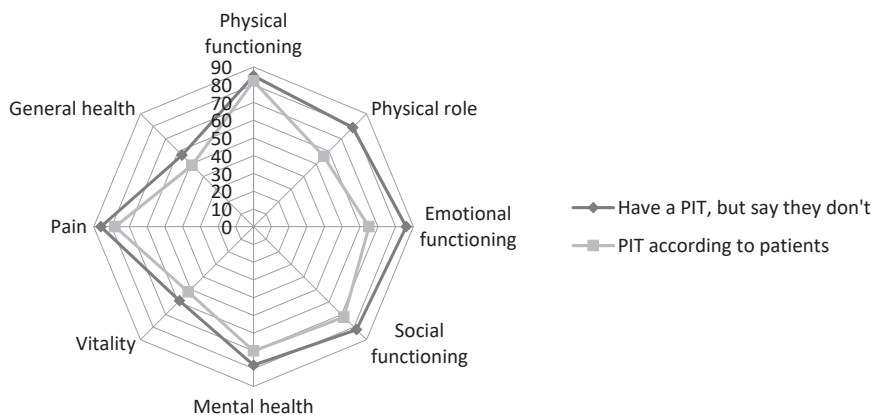 Physical
functioning
90
80
70
60
50
40
30
20
10
0
General health
Physical role
Pain
Emotional
functioning
Vitality
Social
functioning
Mental health
Have a PIT, but say they don't
PIT according to patients